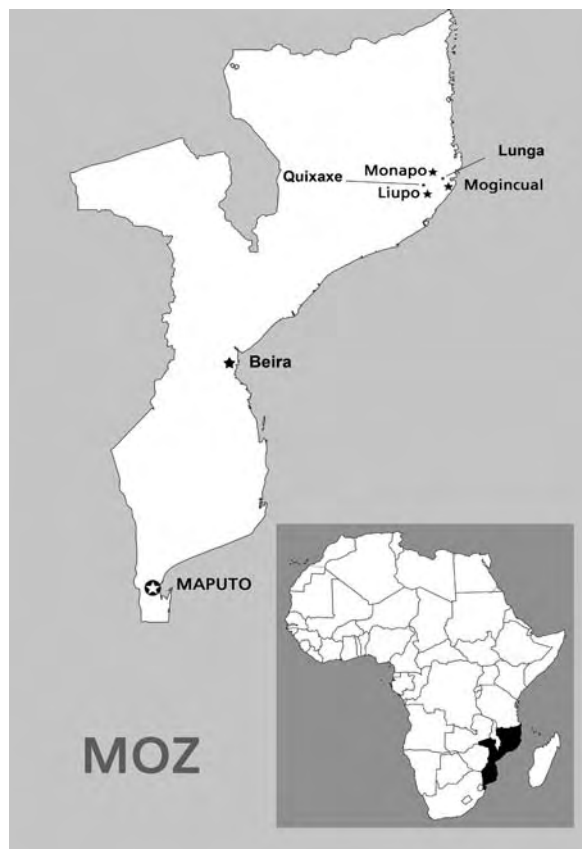 Lunga
Monapo
Quixaxe
Mogincual
Liupo
Beira
MAPUTO
MOZ